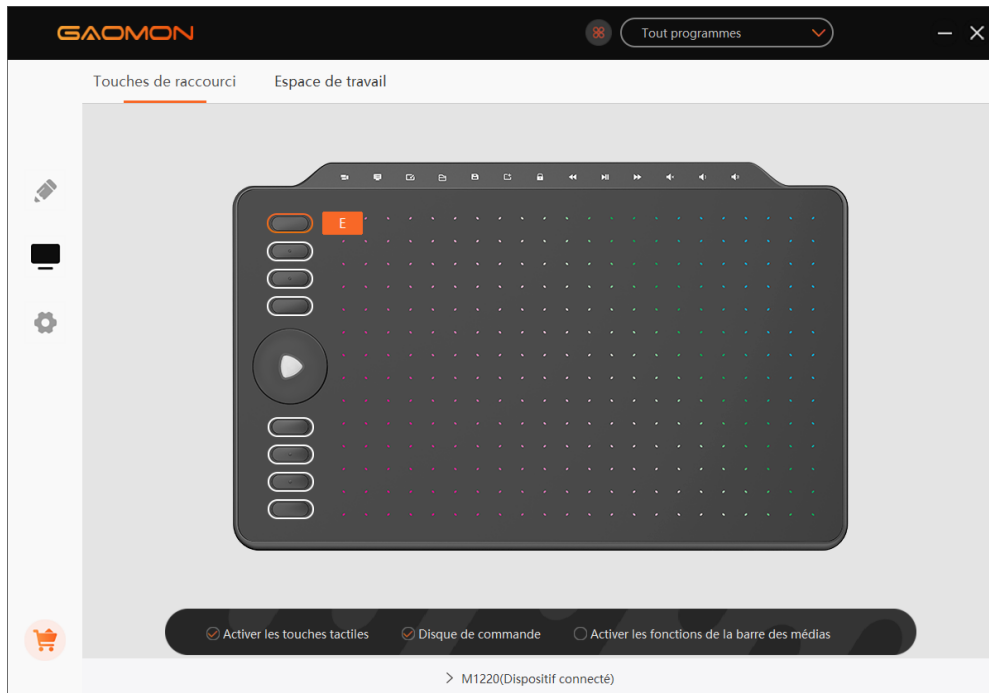 GAOMON
Tout programmes
Touches de raccourci
Espace de travail
E
Activer les touches tactiles
Disque de commande
Activer les fonctions de la barre des médias
M1220(Dispositif connecté)